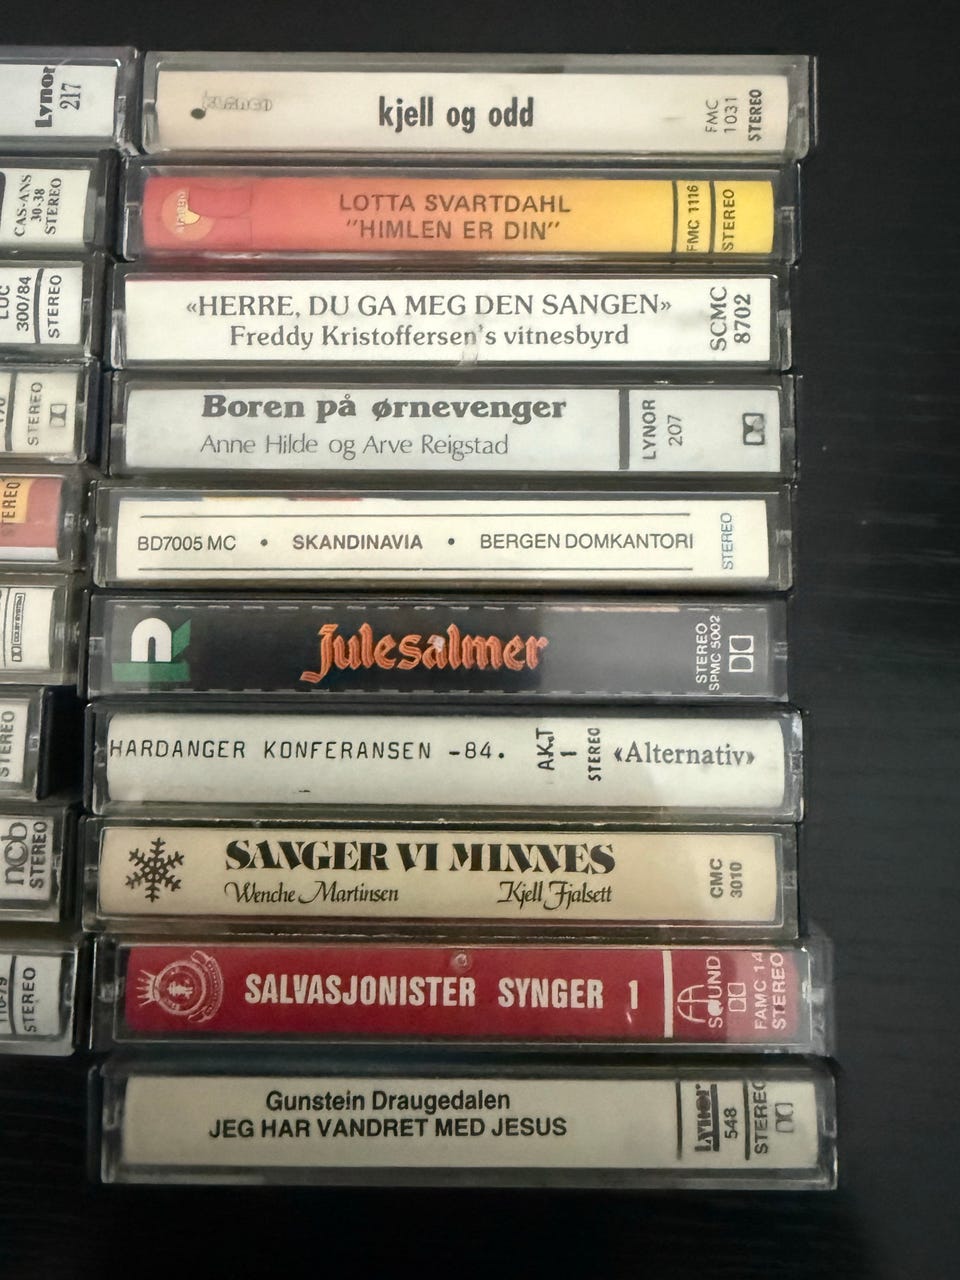 Lynor
217
CAS-ANS
30-38
STEREO
LUC
300/84
STEREO
STEREO
STEREO
STEREO
ncb
STEREO
STEREO
KLANGO
kjell og odd
FMC
1031
STEREO
LOTTA SVARTDAHL
"HIMLEN ER DIN"
FMC 1116
STEREO
«HERRE, DU GA MEG DEN SANGEN»
Freddy Kristoffersen's vitnesbyrd
SCMC
8702
Boren på ørnevenger
Anne Hilde og Arve Reigstad
LYNOR
207
BD7005 MC • SKANDINAVIA • BERGEN DOMKANTORI
STEREO
Julesalmer
STEREO
SPMC 5002
HARDANGER KONFERANSEN -84.
AKT
1
STEREO
«Alternativ»
SANGER VI MINNES
Wenche Martinsen Kjell Fjalsett
CMC
3010
SALVASJONISTER SYNGER 1
SOUND
FAMC 14
STEREO
Gunstein Draugedalen
JEG HAR VANDRET MED JESUS
Lynor
548
STEREO